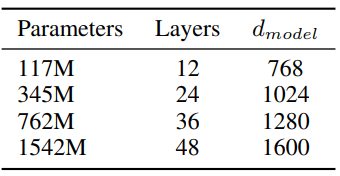 Parameters Layers d_model
117M 12 768
345M 24 1024
762M 36 1280
1542M 48 1600